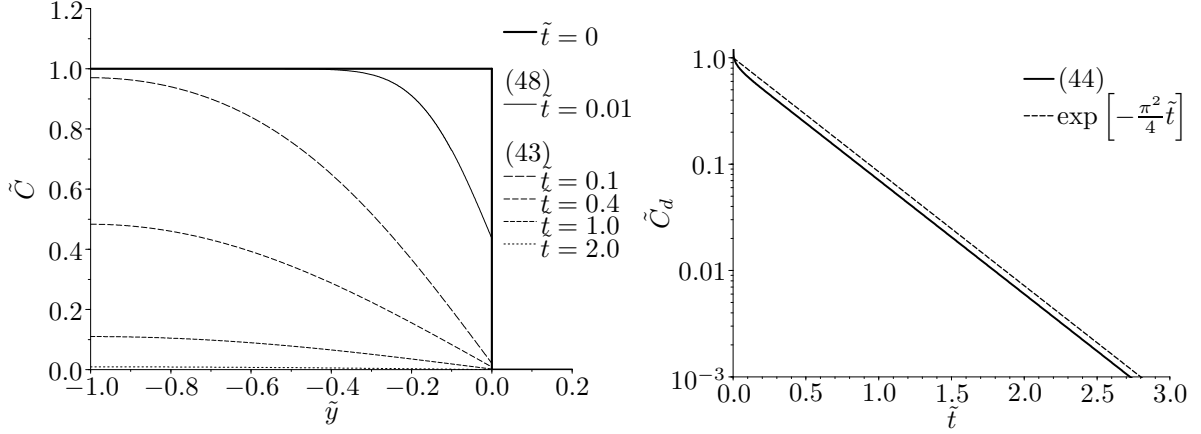 1.2
1.0
0.8
0.6
0.4
0.2
0.0
C̃
−1.0 −0.8 −0.6 −0.4 −0.2 0.0 0.2
ỹ
t̃ = 0
(48)
t̃ = 0.01
(43)
t̃ = 0.1
t̃ = 0.4
t̃ = 1.0
t̃ = 2.0
1.0
0.1
0.01
10⁻³
C̃_d
0.0 0.5 1.0 1.5 2.0 2.5 3.0
t̃
(44)
exp [−π²/4 t̃]